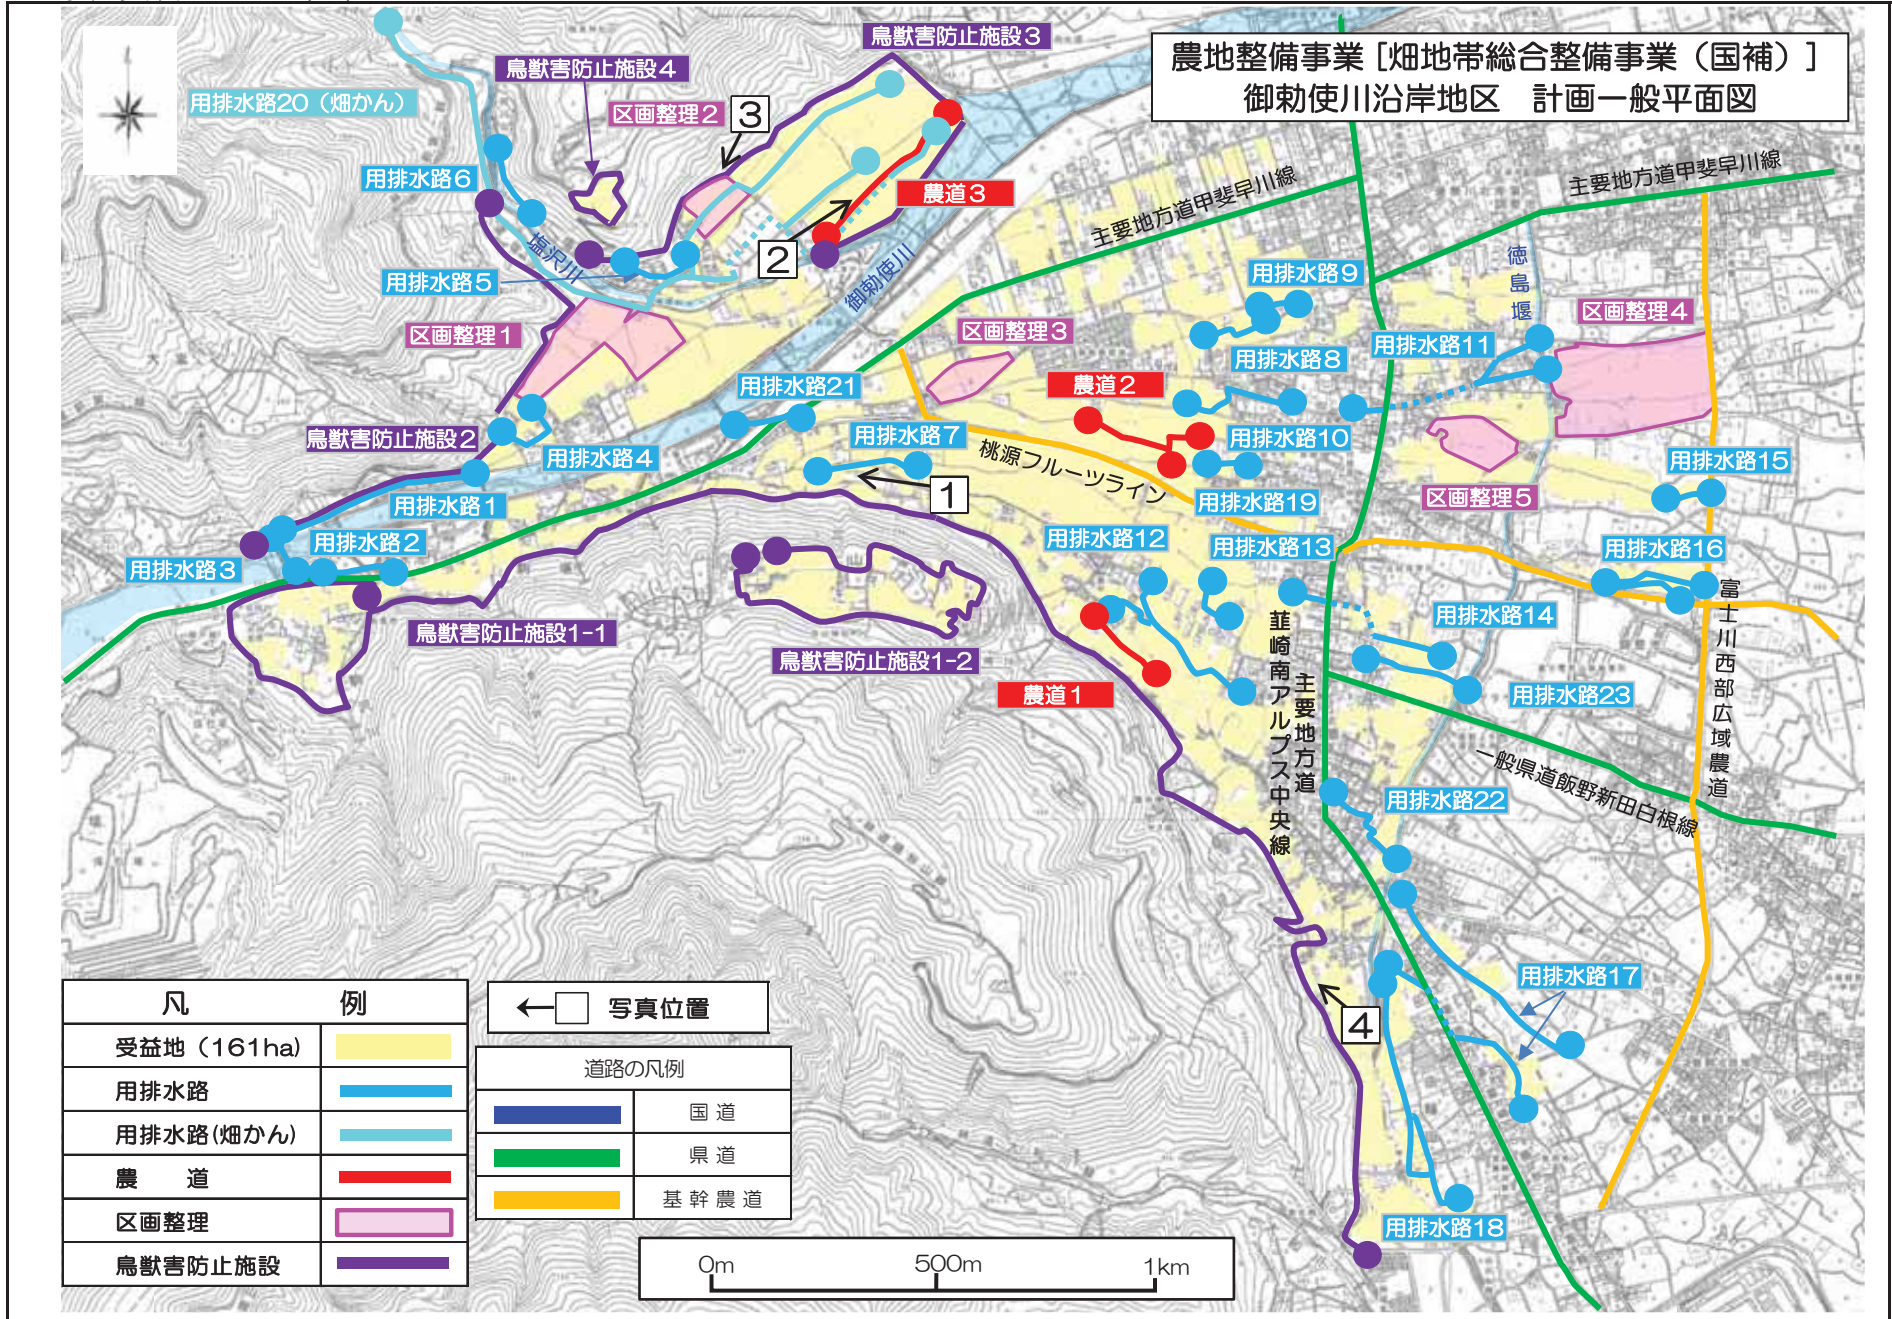 農地整備事業［畑地帯総合整備事業（国補）］
御勅使川沿岸地区　計画一般平面図
鳥獣害防止施設3
鳥獣害防止施設4
用排水路20（畑かん）
区画整理2
3
用排水路6
農道3
主要地方道甲斐早川線
主要地方道甲斐早川線
塩沢川
2
用排水路5
御勅使川
用排水路9
徳島堰
区画整理1
区画整理3
区画整理4
用排水路8
用排水路11
用排水路21
農道2
鳥獣害防止施設2
用排水路7
用排水路10
用排水路4
桃源フルーツライン
用排水路15
1
用排水路1
用排水路19
区画整理5
用排水路2
用排水路12
用排水路13
用排水路16
用排水路3
富士川西部広域農道
鳥獣害防止施設1-1
用排水路14
鳥獣害防止施設1-2
農道1
主要地方道
韮崎南アルプス中央線
用排水路23
一般県道飯野新田白根線
用排水路22
用排水路17
4
用排水路18
凡例
受益地（161ha)
用排水路
用排水路(畑かん)
農道
区画整理
鳥獣害防止施設
写真位置
道路の凡例
国道
県道
基幹農道
0m 500m 1km